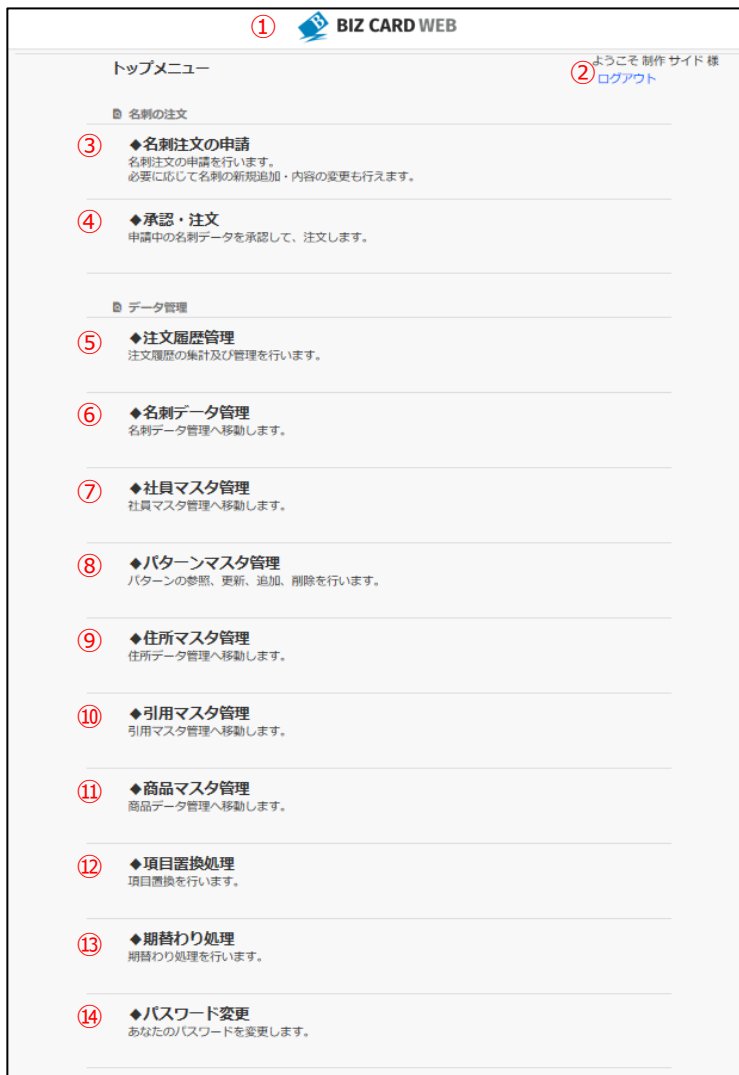 ① BIZ CARD WEB
トップメニュー
ようこそ 制作 サイド 様
② ログアウト
名刺の注文
③ ◆名刺注文の申請
名刺注文の申請を行います。
必要に応じて名刺の新規追加・内容の変更も行えます。
④ ◆承認・注文
申請中の名刺データを承認して、注文します。
データ管理
⑤ ◆注文履歴管理
注文履歴の集計及び管理を行います。
⑥ ◆名刺データ管理
名刺データ管理へ移動します。
⑦ ◆社員マスタ管理
社員マスタ管理へ移動します。
⑧ ◆パターンマスタ管理
パターンの参照、更新、追加、削除を行います。
⑨ ◆住所マスタ管理
住所データ管理へ移動します。
⑩ ◆引用マスタ管理
引用マスタ管理へ移動します。
⑪ ◆商品マスタ管理
商品データ管理へ移動します。
⑫ ◆項目置換処理
項目置換を行います。
⑬ ◆期替わり処理
期替わり処理を行います。
⑭ ◆パスワード変更
あなたのパスワードを変更します。